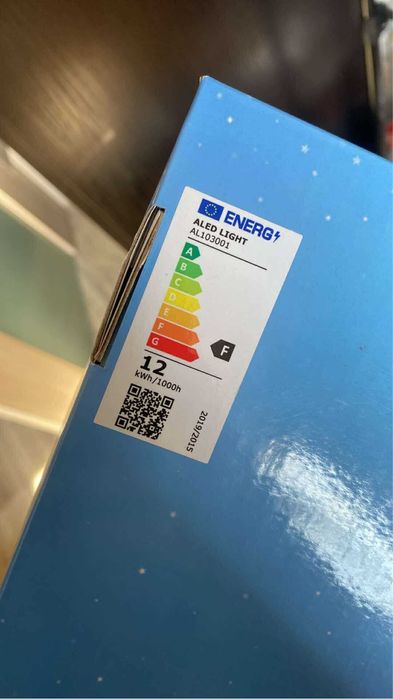 ENERG
ALED LIGHT
AL103001
A
B
C
D
E
F
G
F
12
kWh/1000h
2019/2015